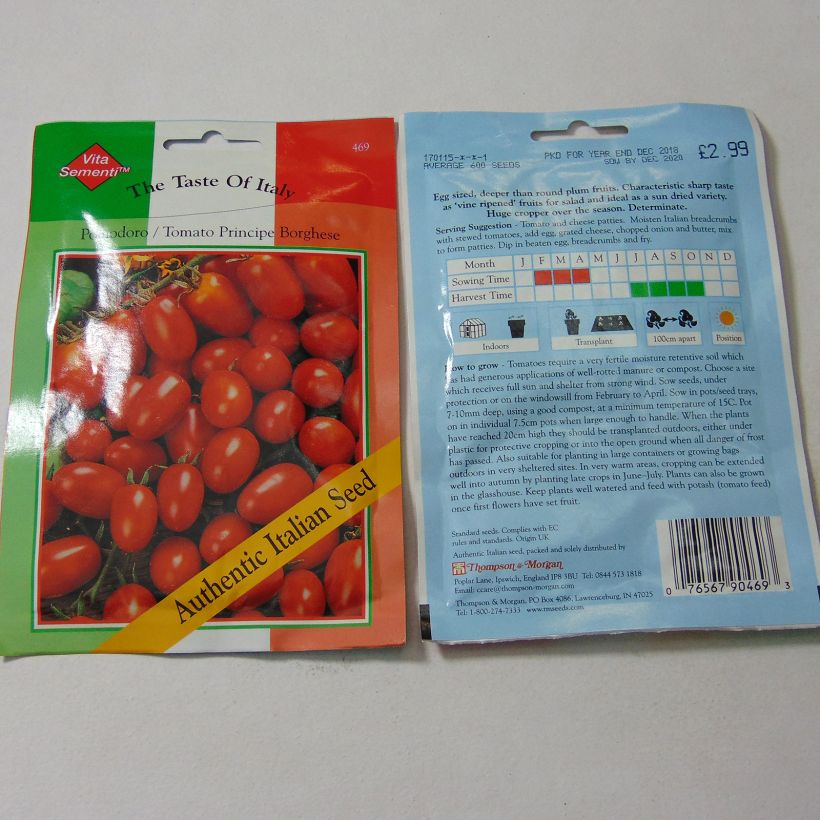 Vita
Sementi™
469
The Taste Of Italy
Pomodoro / Tomato Principe Borghese
Authentic Italian Seed
170115-x-x-1
AVERAGE 600 SEEDS
PKD FOR YEAR END DEC 2018
SOW BY DEC 2020
£2.99
Egg sized, deeper than round plum fruits. Characteristic sharp taste
as 'vine ripened' fruits for salad and ideal as a sun dried variety.
Huge cropper over the season. Determinate.
Serving Suggestion - Tomato and cheese patties. Moisten Italian breadcrumbs
with stewed tomatoes, add egg, grated cheese, chopped onion and butter, mix
to form patties. Dip in beaten egg, breadcrumbs and fry.
Month J F M A M J J A S O N D
Sowing Time
Harvest Time
Indoors
Transplant
100cm apart
Position
How to grow - Tomatoes require a very fertile moisture retentive soil which
has had generous applications of well-rotted manure or compost. Choose a site
which receives full sun and shelter from strong wind. Sow seeds, under
protection or on the windowsill from February to April. Sow in pots/seed trays,
7-10mm deep, using a good compost, at a minimum temperature of 15C. Pot
on in individual 7.5cm pots when large enough to handle. When the plants
have reached 20cm high they should be transplanted outdoors, either under
plastic for protective cropping or into the open ground when all danger of frost
has passed. Also suitable for planting in large containers or growing bags
outdoors in very sheltered sites. In very warm areas, cropping can be extended
well into autumn by planting late crops in June-July. Plants can also be grown
in the glasshouse. Keep plants well watered and feed with potash (tomato feed)
once first flowers have set fruit.
Standard seeds. Complies with EC
rules and standards. Origin UK
Authentic Italian seed, packed and solely distributed by
Thompson & Morgan
Poplar Lane, Ipswich, England IP8 3BU Tel: 0844 573 1818
Email: ccare@thompson-morgan.com
Thompson & Morgan, PO Box 4086, Lawrenceburg, IN 47025
Tel: 1-800-274-7333 www.tmseeds.com
0 76567 90469 3